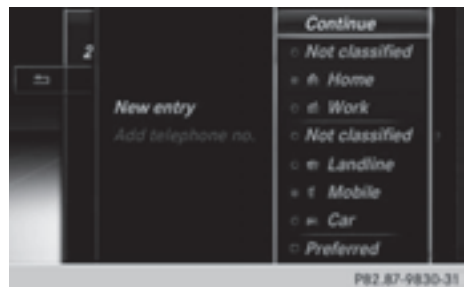 Continue
2
Not classified
Home
New entry
Work
Add telephone no.
Not classified
Landline
Mobile
Car
Preferred
P82.87-9830-31